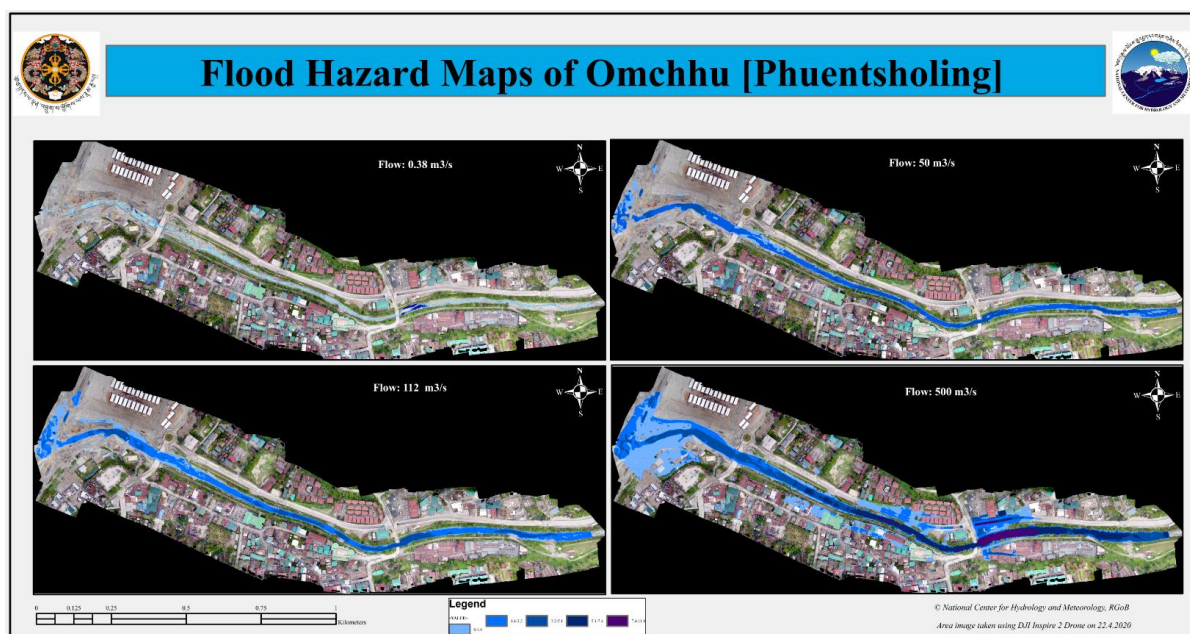 Flood Hazard Maps of Omchhu [Phuentsholing]
Flow: 0.38 m3/s
N
W E
S
Flow: 50 m3/s
N
W E
S
Flow: 112 m3/s
N
W E
S
Flow: 500 m3/s
N
W E
S
0 0.125 0.25 0.5 0.75 1
Kilometers
Legend
<VALUE>
© National Center for Hydrology and Meteorology, RGoB
Area image taken using DJI Inspire 2 Drone on 22.4.2020